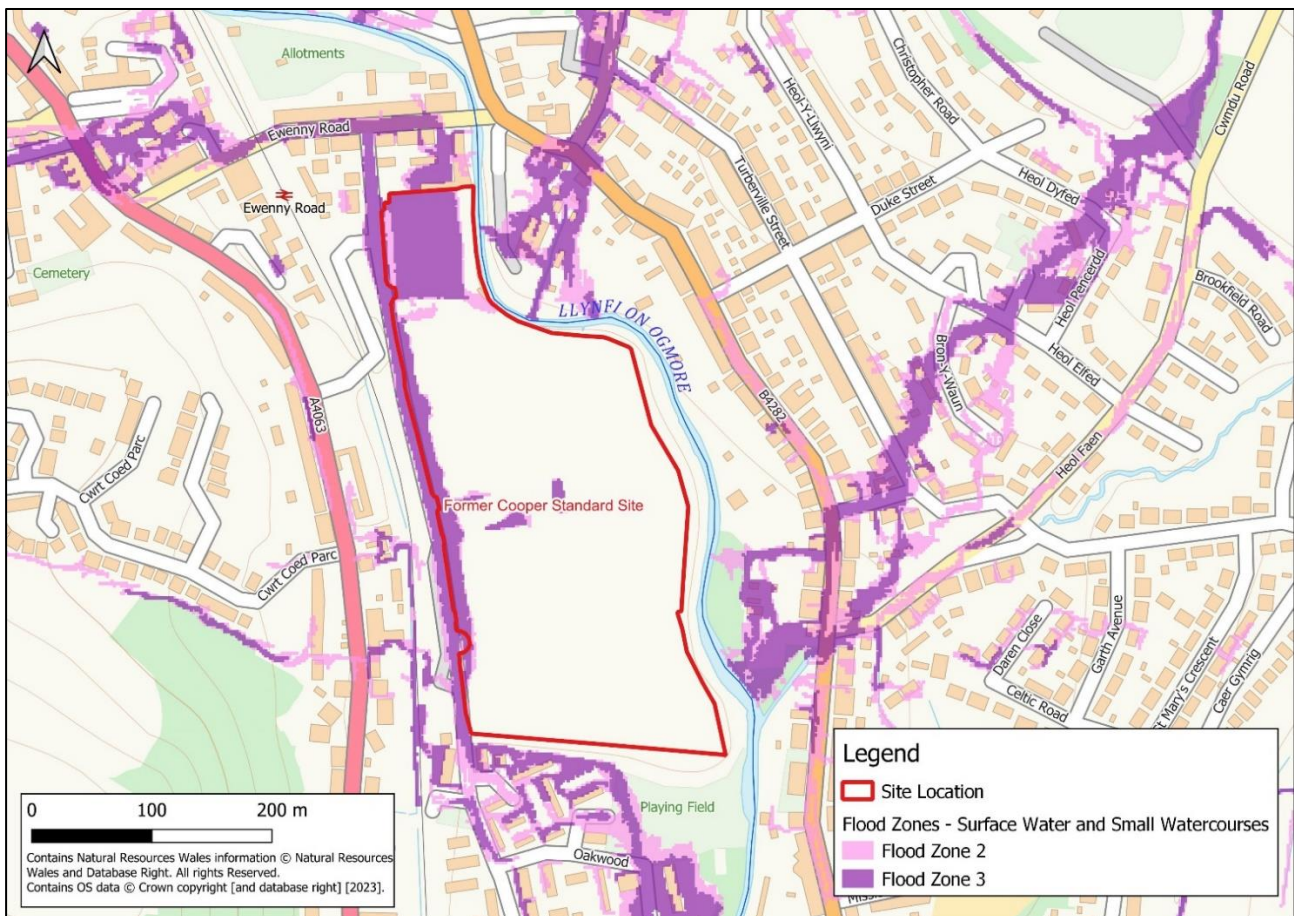 Allotments
Ewenny Road
Ewenny Road
Cemetery
A4063
Cwrt Coed Parc
Cwrt Coed Parc
Former Cooper Standard Site
LLYNFI ON OGMORE
Turberville Street
Heol-Y-Llwyni
Christopher Road
Duke Street
Heol Dyfed
Heol Pencerdd
Cwmdu Road
Brookfield Road
Bron-Y-Waun
Heol Elfed
Heol Faen
B4282
Daren Close
Celtic Road
Garth Avenue
St Mary's Crescent
Caer Gymrig
Playing Field
Oakwood
0 100 200 m
Contains Natural Resources Wales information © Natural Resources
Wales and Database Right. All rights Reserved.
Contains OS data © Crown copyright [and database right] [2023].
Legend
Site Location
Flood Zones - Surface Water and Small Watercourses
Flood Zone 2
Flood Zone 3